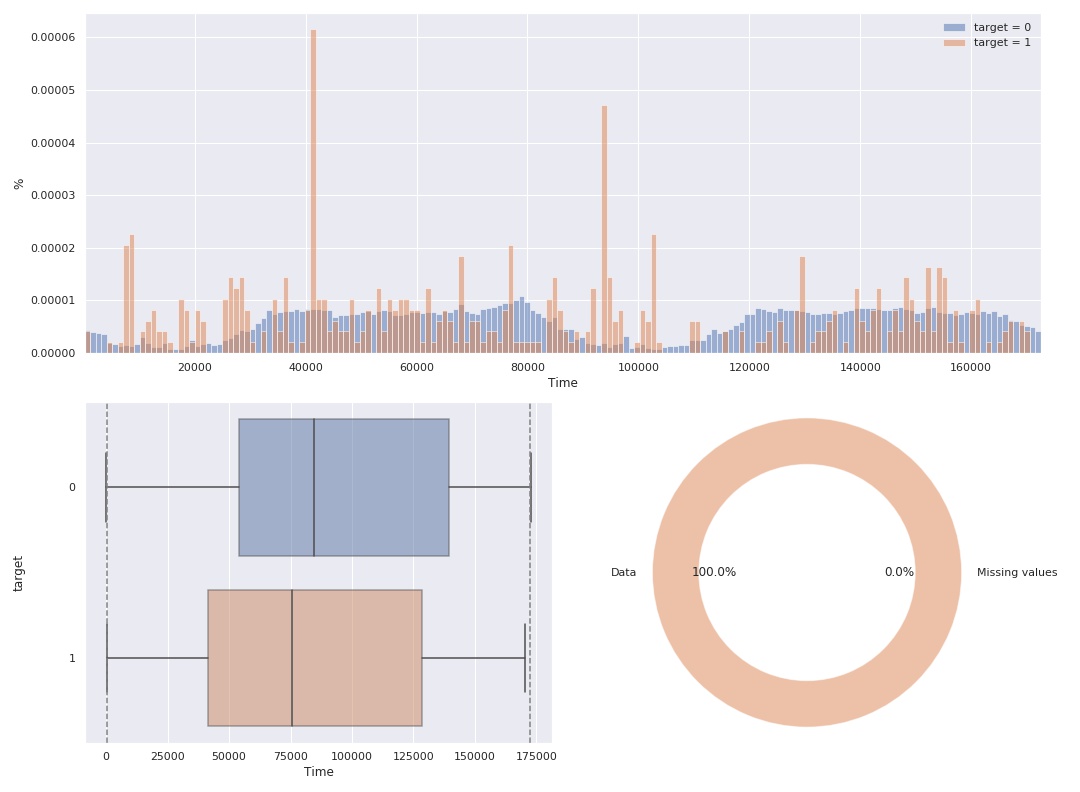 target = 0
target = 1
0.00006
0.00005
0.00004
0.00003
0.00002
0.00001
0.00000
%
20000 40000 60000 80000 100000 120000 140000 160000
Time
0
1
target
0 25000 50000 75000 100000 125000 150000 175000
Time
Data 100.0% 0.0% Missing values